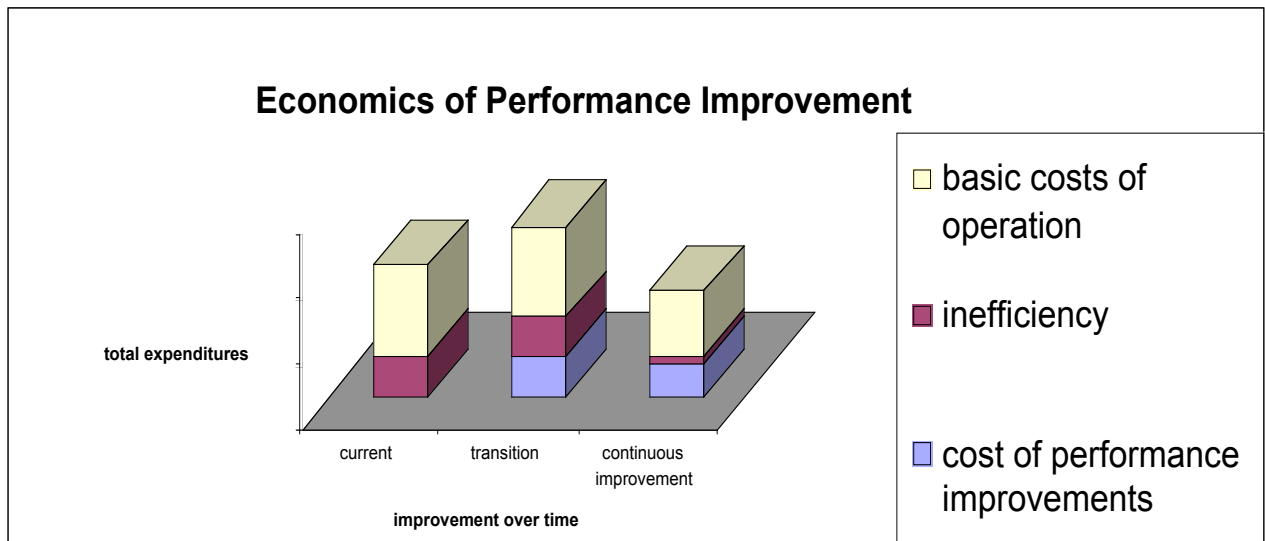 Economics of Performance Improvement
basic costs of
operation
inefficiency
cost of performance
improvements
total expenditures
current
transition
continuous
improvement
improvement over time